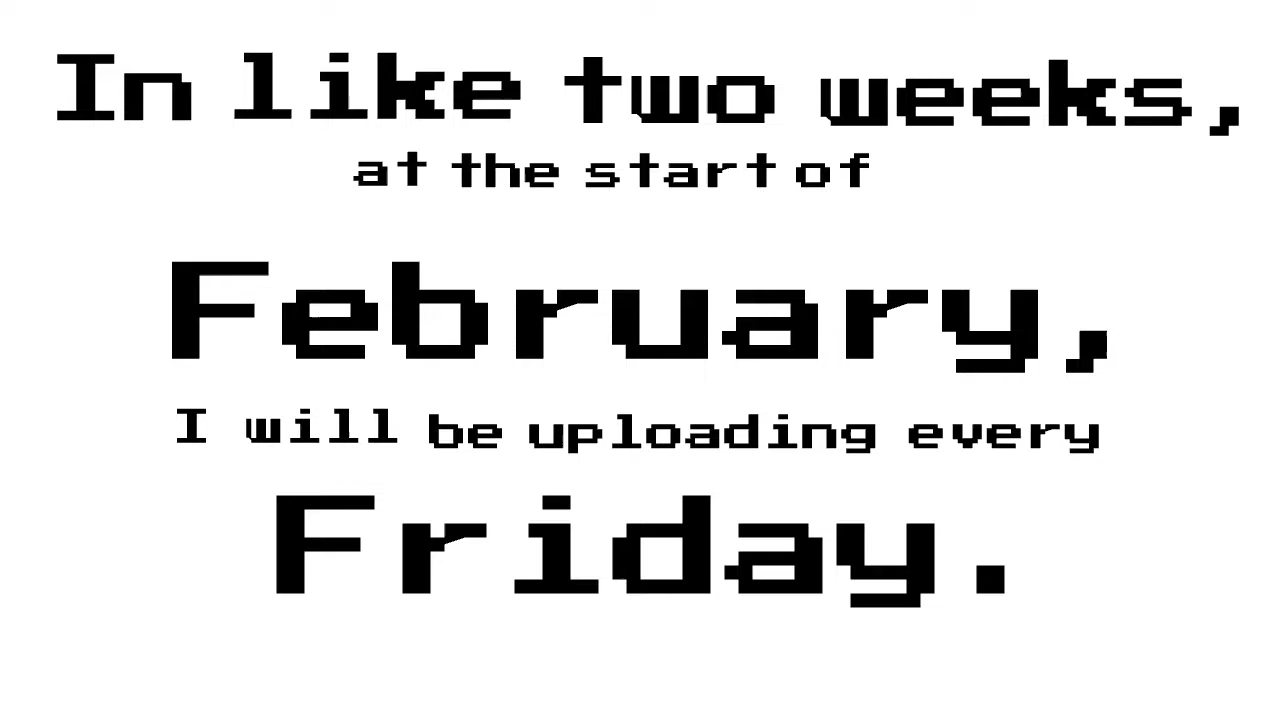 In like two weeks,
at the start of
February,
I will be uploading every
Friday.